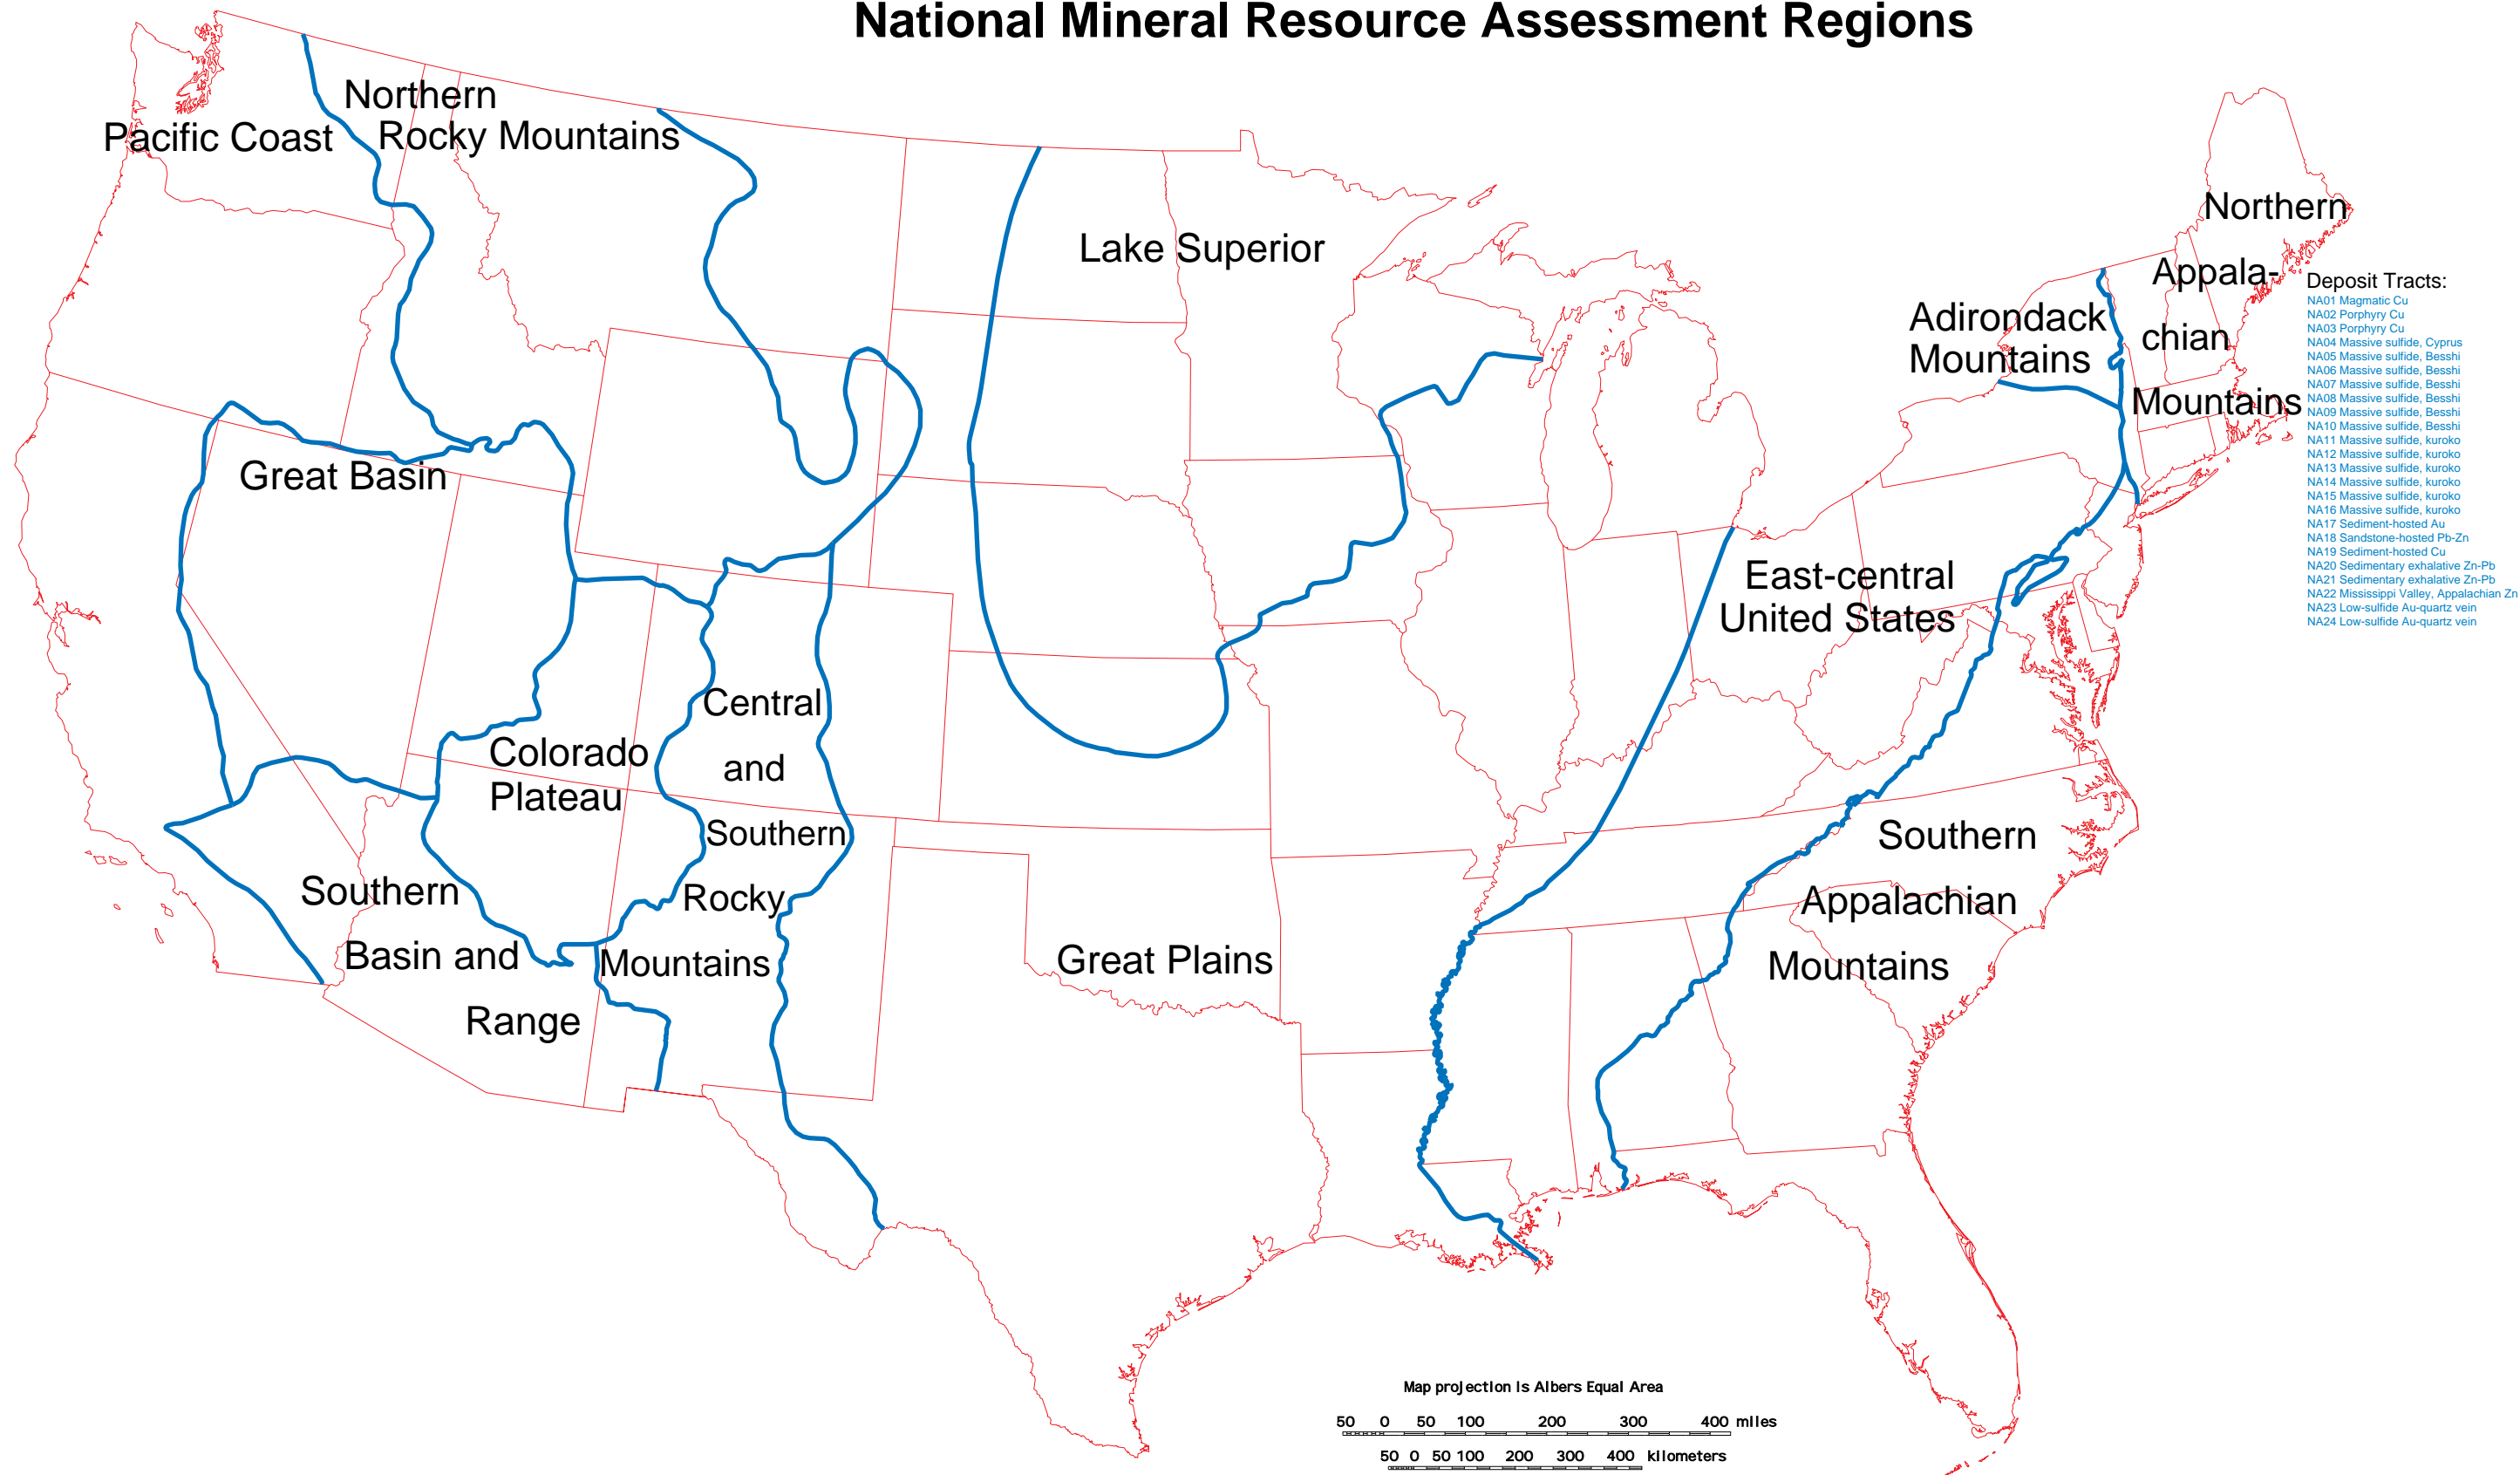 National Mineral Resource Assessment Regions
Northern
Rocky Mountains
Pacific Coast
Lake Superior
Northern
Appala-
chian
Mountains
Adirondack
Mountains
Deposit Tracts:
NA01 Magmatic Cu
NA02 Porphyry Cu
NA03 Porphyry Cu
NA04 Massive sulfide, Cyprus
NA05 Massive sulfide, Besshi
NA06 Massive sulfide, Besshi
NA07 Massive sulfide, Besshi
NA08 Massive sulfide, Besshi
NA09 Massive sulfide, Besshi
NA10 Massive sulfide, Besshi
NA11 Massive sulfide, kuroko
NA12 Massive sulfide, kuroko
NA13 Massive sulfide, kuroko
NA14 Massive sulfide, kuroko
NA15 Massive sulfide, kuroko
NA16 Massive sulfide, kuroko
NA17 Sediment-hosted Au
NA18 Sandstone-hosted Pb-Zn
NA19 Sediment-hosted Cu
NA20 Sedimentary exhalative Zn-Pb
NA21 Sedimentary exhalative Zn-Pb
NA22 Mississippi Valley, Appalachian Zn
NA23 Low-sulfide Au-quartz vein
NA24 Low-sulfide Au-quartz vein
Great Basin
East-central
United States
Colorado
Plateau
Central
and
Southern
Rocky
Mountains
Southern
Basin and
Range
Great Plains
Southern
Appalachian
Mountains
Map projection is Albers Equal Area
50 0 50 100 200 300 400 miles
50 0 50 100 200 300 400 kilometers